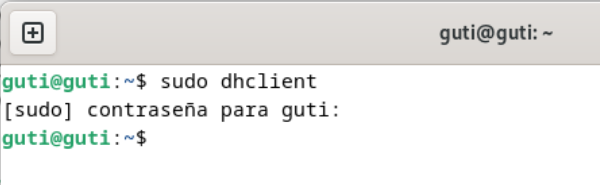 guti@guti: ~
guti@guti:~$ sudo dhclient
[sudo] contraseña para guti:
guti@guti:~$